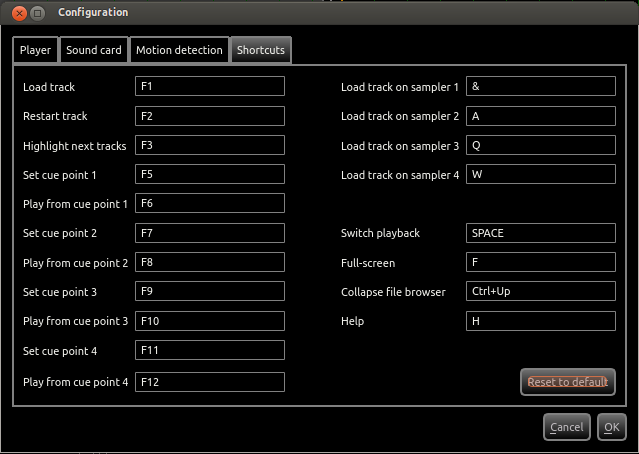 Configuration
Player Sound card Motion detection Shortcuts
Load track F1
Restart track F2
Highlight next tracks F3
Set cue point 1 F5
Play from cue point 1 F6
Set cue point 2 F7
Play from cue point 2 F8
Set cue point 3 F9
Play from cue point 3 F10
Set cue point 4 F11
Play from cue point 4 F12
Load track on sampler 1 &
Load track on sampler 2 A
Load track on sampler 3 Q
Load track on sampler 4 W
Switch playback SPACE
Full-screen F
Collapse file browser Ctrl+Up
Help H
Reset to default
Cancel OK